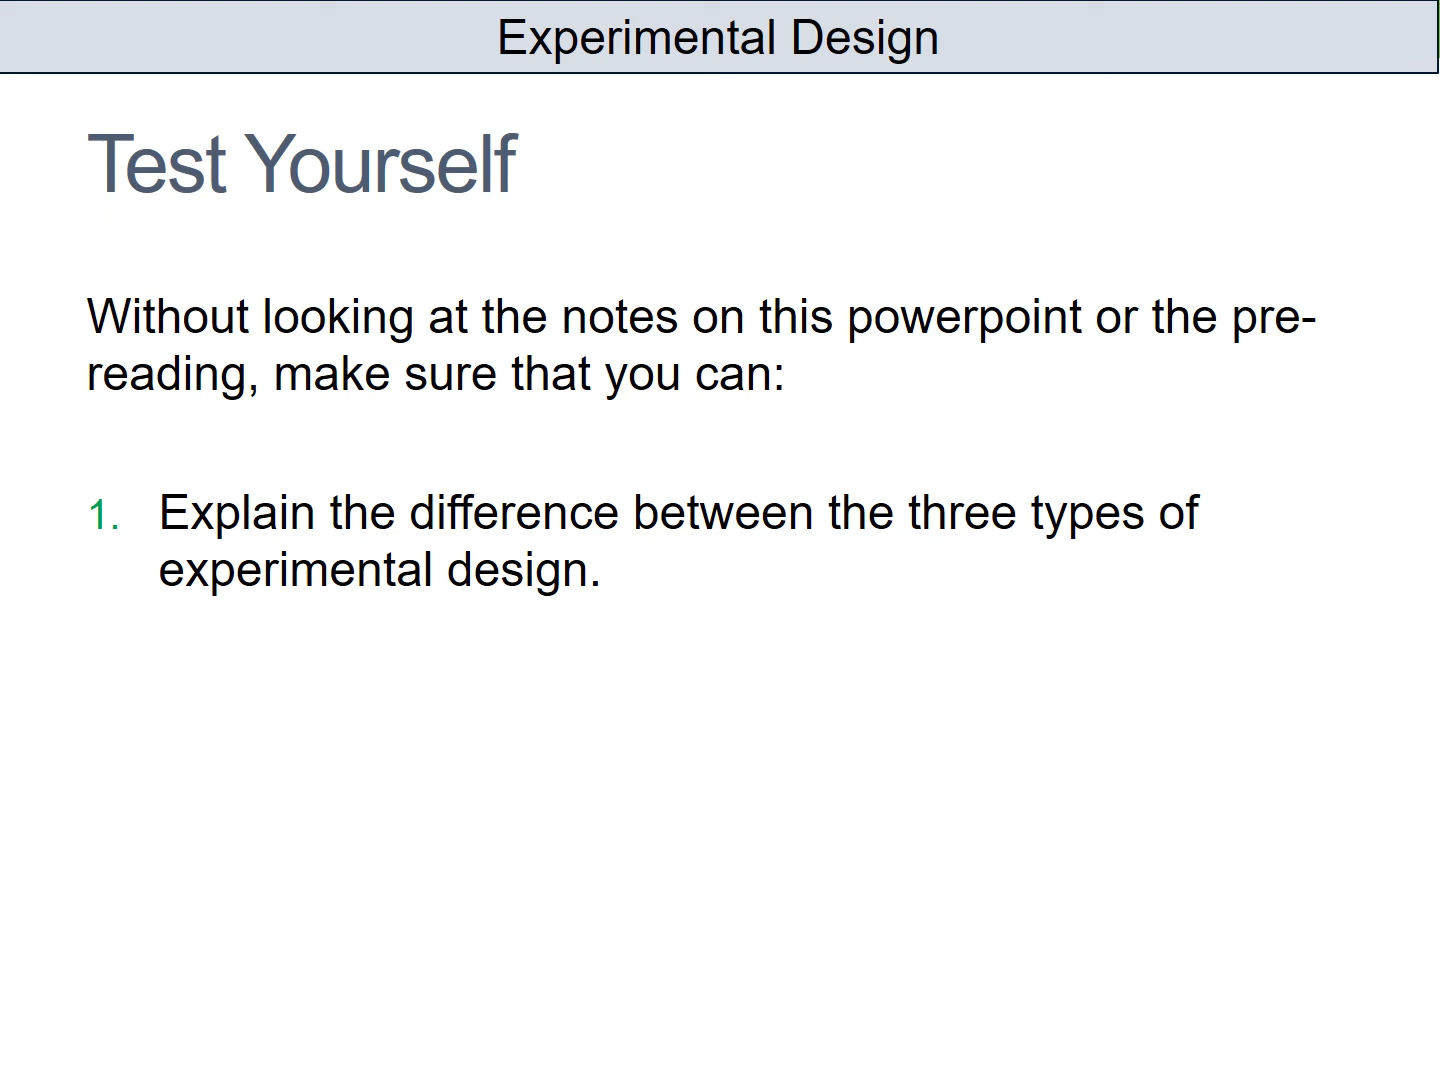 Experimental Design
Test Yourself
Without looking at the notes on this powerpoint or the pre-
reading, make sure that you can:
1. Explain the difference between the three types of
experimental design.